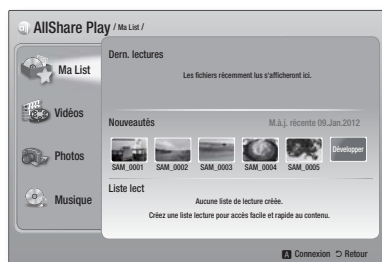 AllShare Play / Ma List /
Ma List
Vidéos
Photos
Musique
Dern. lectures
Les fichiers récemment lus s'afficheront ici.
Nouveautés
M.à.j. récente 09.Jan.2012
SAM_0001 SAM_0002 SAM_0003 SAM_0004 SAM_0005
Développer
Liste lect
Aucune liste de lecture créée.
Créez une liste lecture pour accès facile et rapide au contenu.
A Connexion Retour